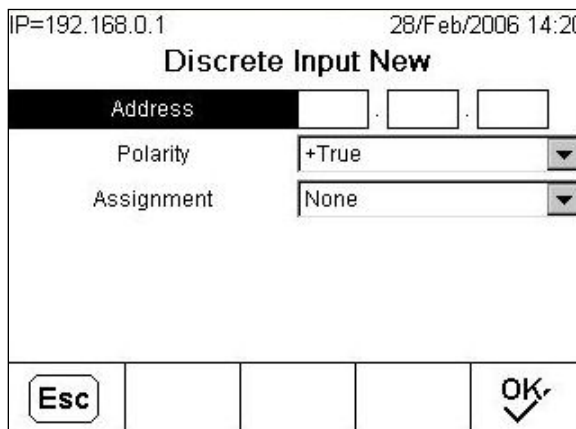 IP=192.168.0.1 28/Feb/2006 14:20
Discrete Input New
Address . .
Polarity +True
Assignment None
Esc OK